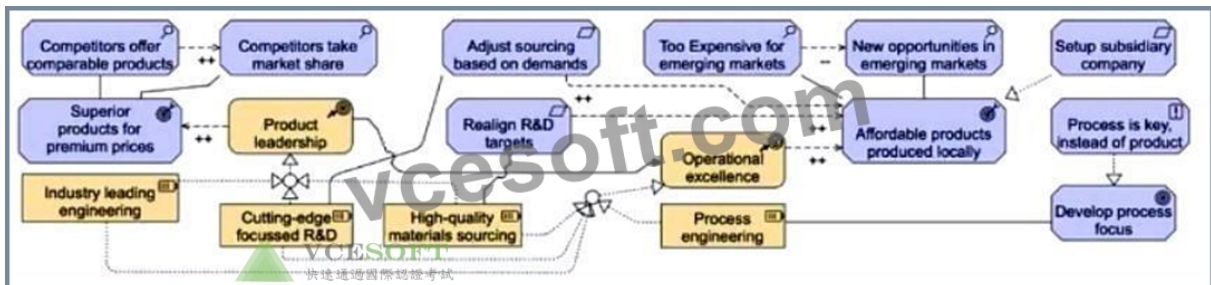 Competitors offer
comparable products
++
Competitors take
market share
Adjust sourcing
based on demands
Too Expensive for
emerging markets
--
New opportunities in
emerging markets
Setup subsidiary
company
Superior
products for
premium prices
++
Product
leadership
Realign R&D
targets
++
++
Operational
excellence
++
Affordable products
produced locally
Process is key,
instead of product
Industry leading
engineering
Cutting-edge
focussed R&D
High-quality
materials sourcing
Process
engineering
Develop process
focus
vcesoft.com
VCESOFT
快速通過國際認證考試